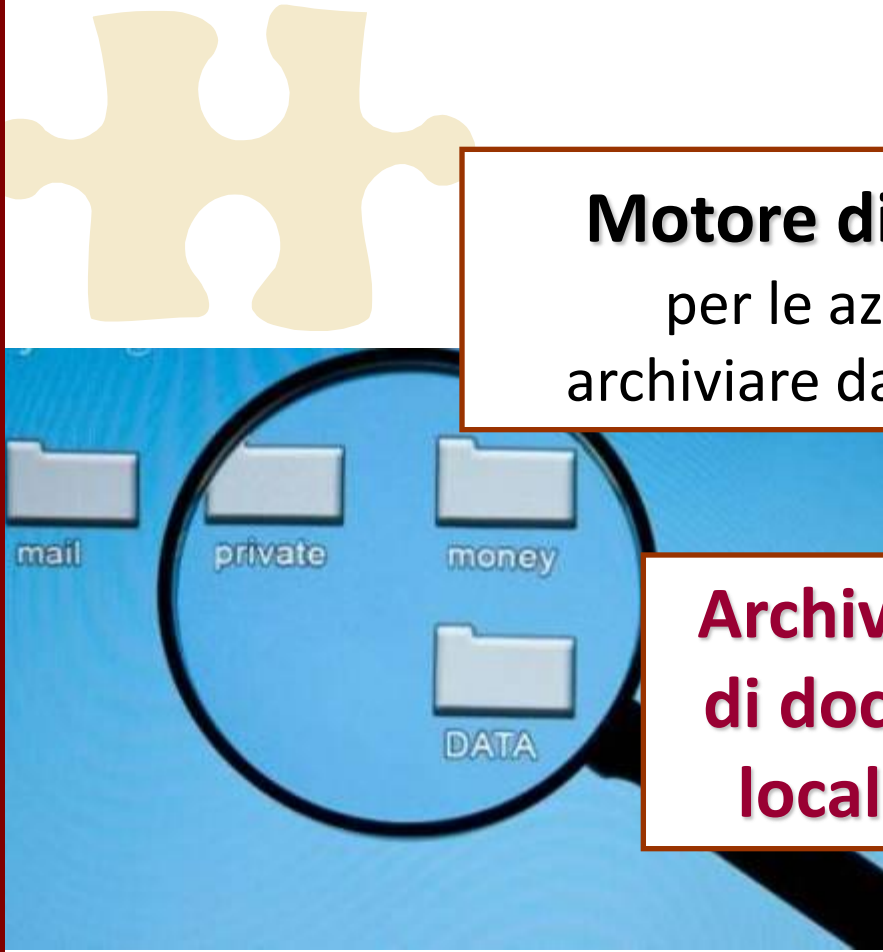 Motore di
per le az
archiviare da
mail
private
money
DATA
Archiv
di doc
local